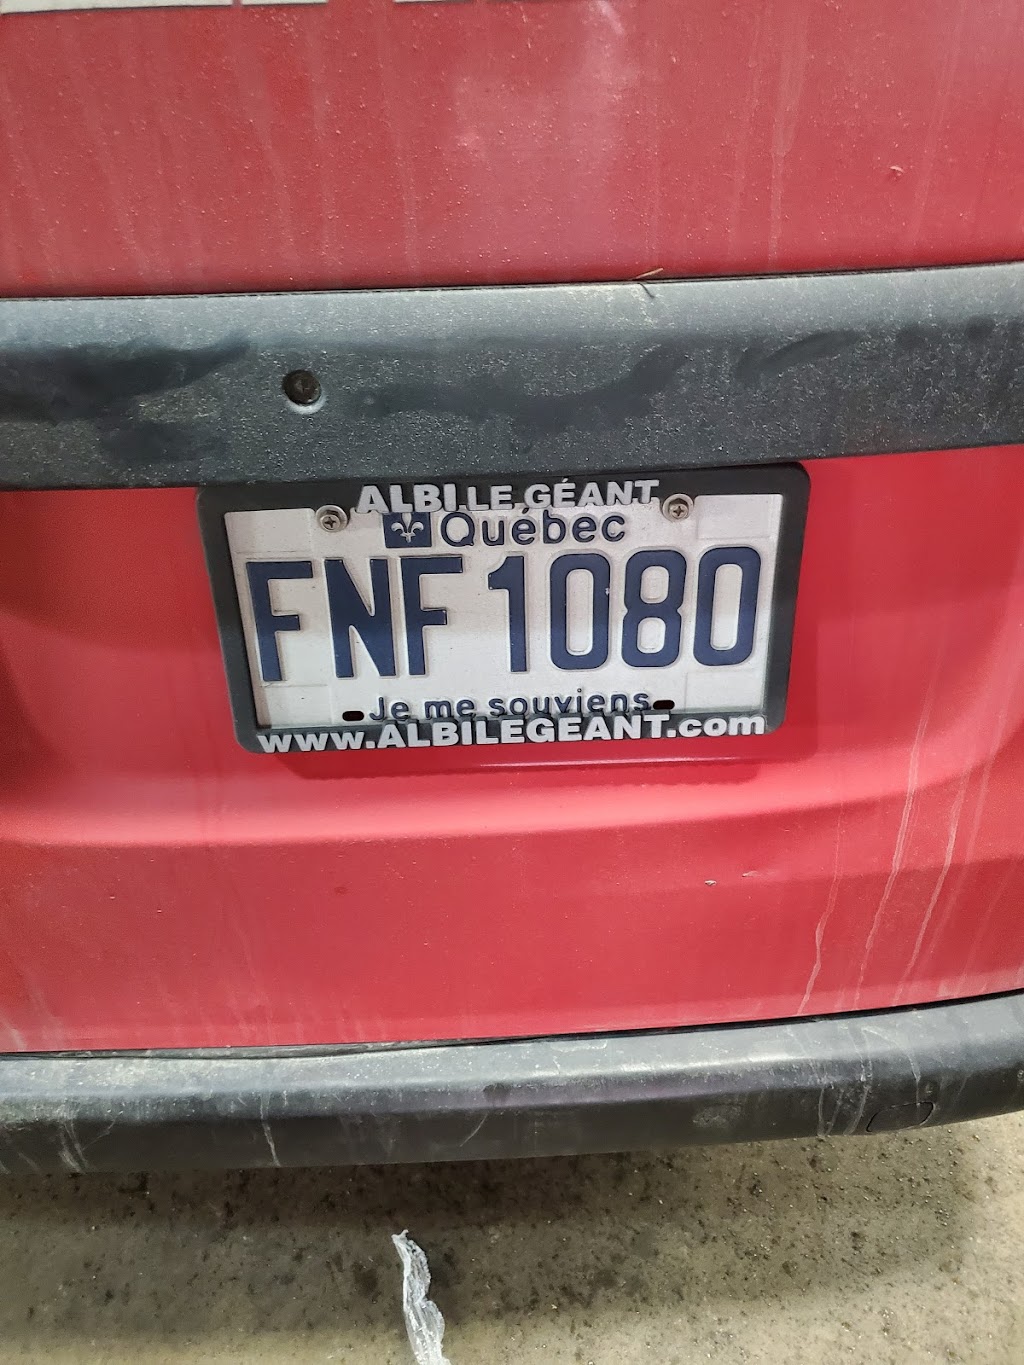 ALBI LE GÉANT
Québec
FNF 1080
Je me souviens
www.ALBILEGEANT.com